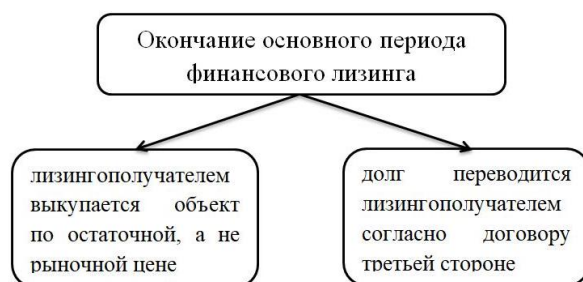 Окончание основного периода
финансового лизинга
лизингополучателем
выкупается объект
по остаточной, а не
рыночной цене
долг переводится
лизингополучателем
согласно договору
третьей стороне